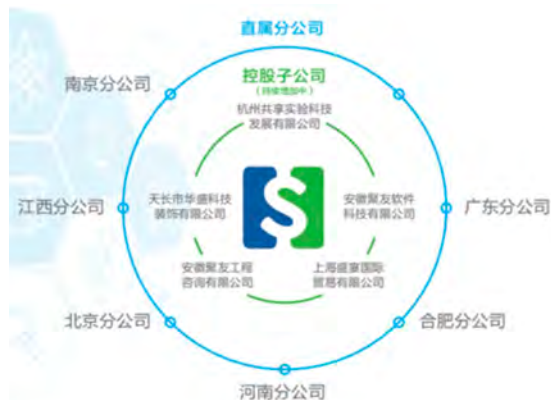 直属分公司
控股子公司
(持续增加中)
杭州共享实验科技
发展有限公司
南京分公司
江西分公司
天长市华盛科技
装饰有限公司
安徽聚友软件
科技有限公司
广东分公司
安徽聚友工程
咨询有限公司
上海盛宴国际
贸易有限公司
北京分公司
合肥分公司
河南分公司